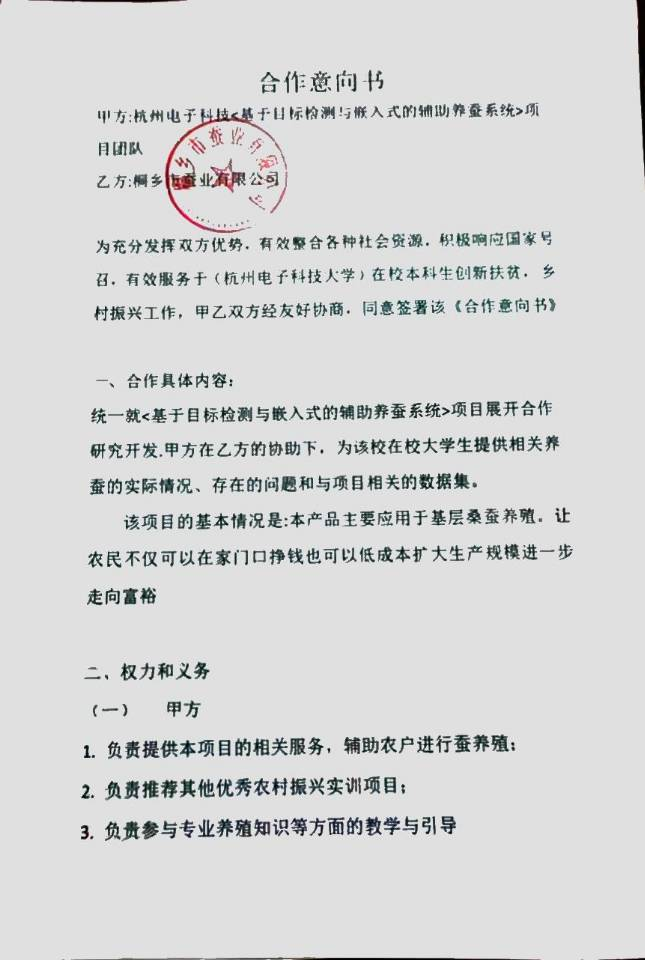 合作意向书
甲方:杭州电子科技<基于目标检测与嵌入式的辅助养蚕系统>项
目团队
乙方:桐乡市蚕业有限公司
为充分发挥双方优势,有效整合各种社会资源,积极响应国家号
召,有效服务于(杭州电子科技大学)在校本科生创新扶贫,乡
村振兴工作,甲乙双方经友好协商,同意签署该《合作意向书》
一、合作具体内容:
统一就<基于目标检测与嵌入式的辅助养蚕系统>项目展开合作
研究开发.甲方在乙方的协助下,为该校在校大学生提供相关养
蚕的实际情况、存在的问题和与项目相关的数据集。
该项目的基本情况是:本产品主要应用于基层桑蚕养殖。让
农民不仅可以在家门口挣钱也可以低成本扩大生产规模进一步
走向富裕
二、权力和义务
(一) 甲方
1. 负责提供本项目的相关服务,辅助农户进行蚕养殖;
2. 负责推荐其他优秀农村振兴实训项目;
3. 负责参与专业养殖知识等方面的教学与引导
桐乡市蚕业有限公司